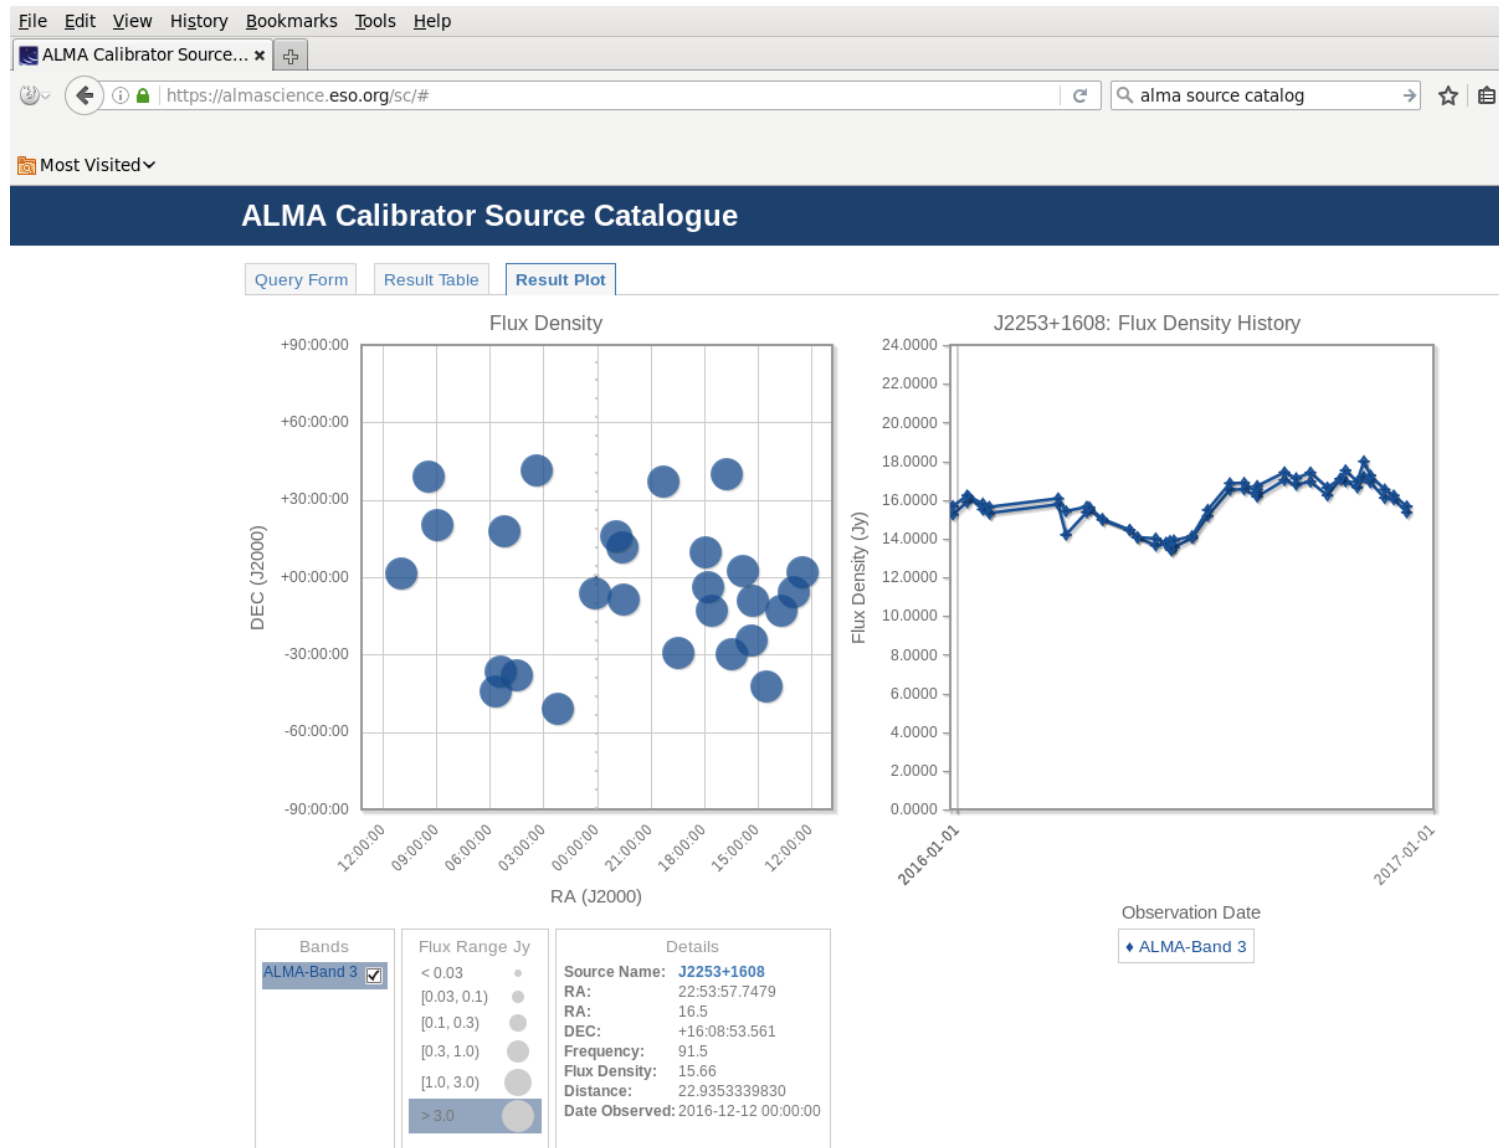 File Edit View History Bookmarks Tools Help
ALMA Calibrator Source... ×
https://almascience.eso.org/sc/#
alma source catalog
Most Visited
ALMA Calibrator Source Catalogue
Query Form Result Table Result Plot
Flux Density
+90:00:00
+60:00:00
+30:00:00
+00:00:00
-30:00:00
-60:00:00
-90:00:00
DEC (J2000)
12:00:00 09:00:00 06:00:00 03:00:00 00:00:00 21:00:00 18:00:00 15:00:00 12:00:00
RA (J2000)
J2253+1608: Flux Density History
24.0000
22.0000
20.0000
18.0000
16.0000
14.0000
12.0000
10.0000
8.0000
6.0000
4.0000
2.0000
0.0000
Flux Density (Jy)
2016-01-01 2017-01-01
Observation Date
ALMA-Band 3
Bands
ALMA-Band 3
Flux Range Jy
< 0.03
[0.03, 0.1)
[0.1, 0.3)
[0.3, 1.0)
[1.0, 3.0)
> 3.0
Details
Source Name: J2253+1608
RA: 22:53:57.7479
RA: 16.5
DEC: +16:08:53.561
Frequency: 91.5
Flux Density: 15.66
Distance: 22.9353339830
Date Observed: 2016-12-12 00:00:00